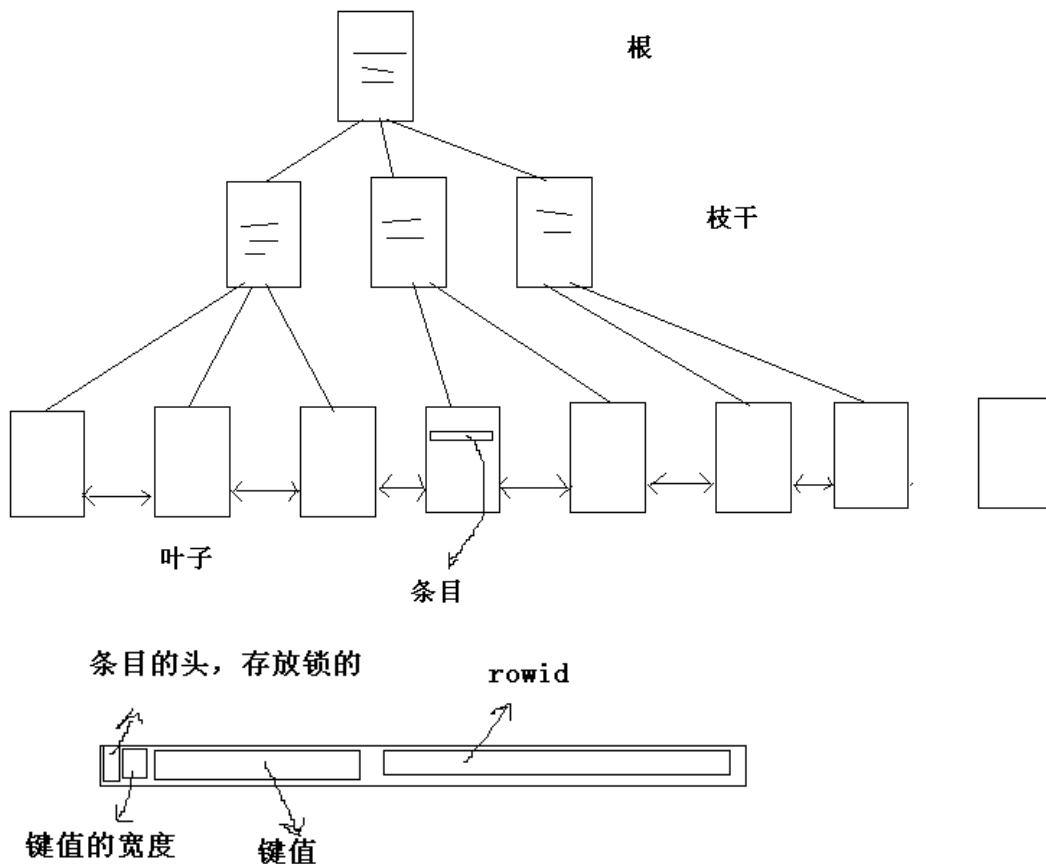 根
枝干
叶子
条目
条目的头，存放锁的
rowid
键值的宽度
键值